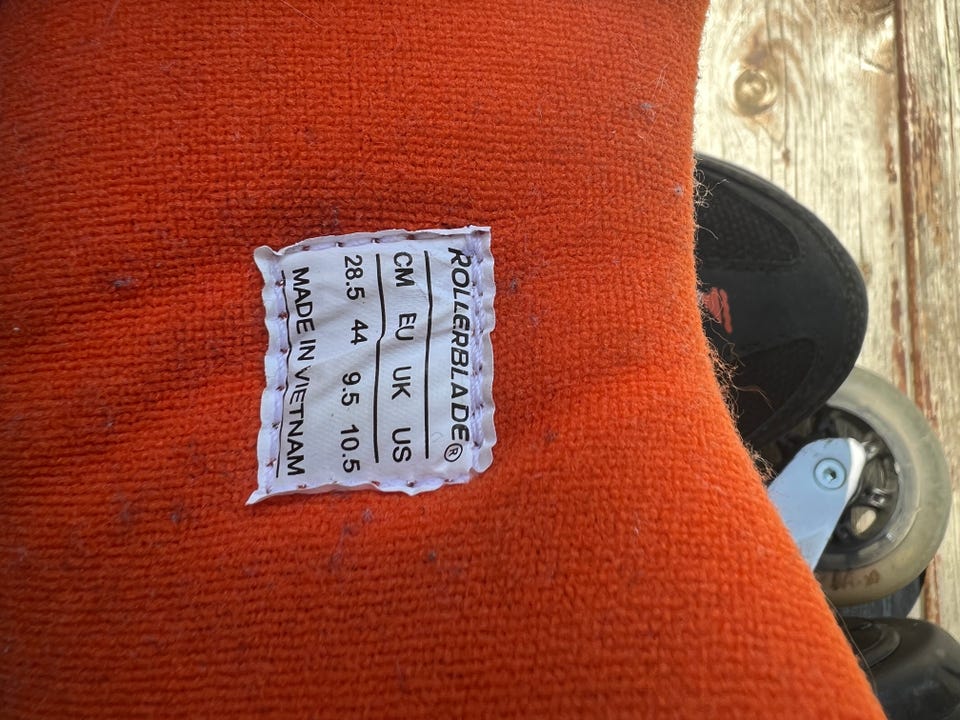 ROLLERBLADE®
CM EU UK US
28.5 44 9.5 10.5
MADE IN VIETNAM